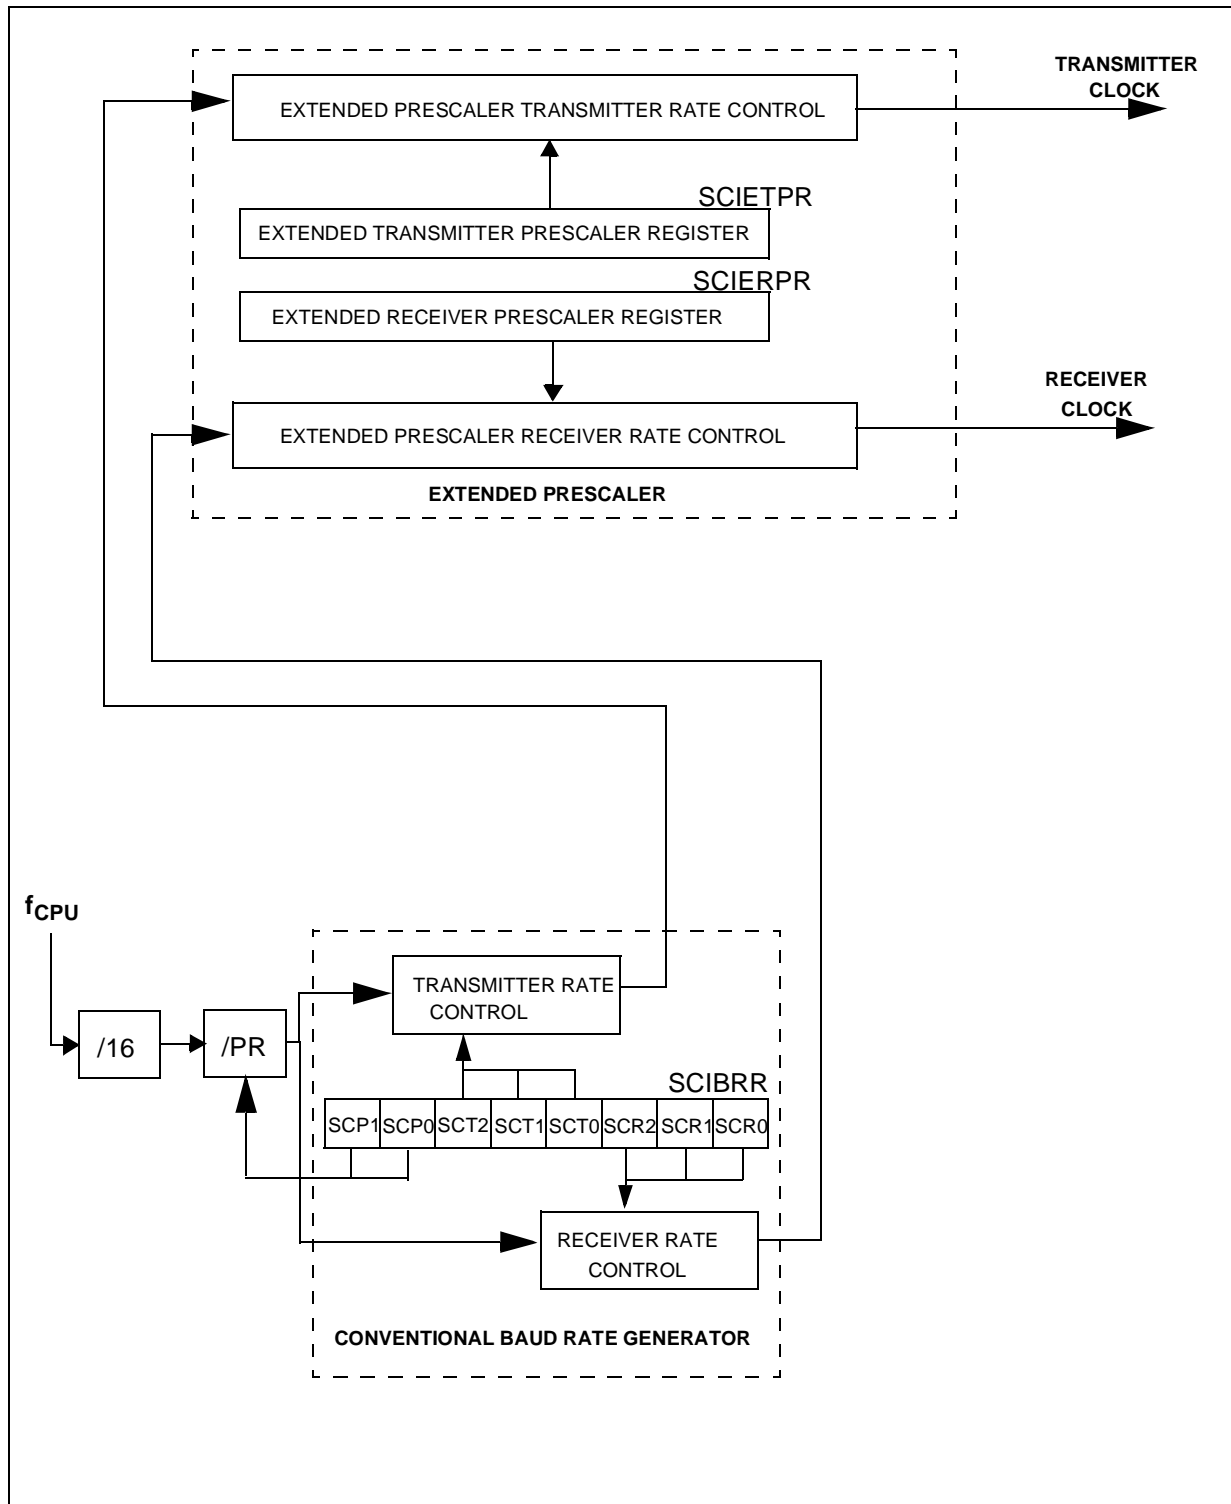 TRANSMITTER
CLOCK
EXTENDED PRESCALER TRANSMITTER RATE CONTROL
SCIETPR
EXTENDED TRANSMITTER PRESCALER REGISTER
SCIERPR
EXTENDED RECEIVER PRESCALER REGISTER
RECEIVER
CLOCK
EXTENDED PRESCALER RECEIVER RATE CONTROL
EXTENDED PRESCALER
fCPU
TRANSMITTER RATE
CONTROL
/16
/PR
SCIBRR
SCP1 SCP0 SCT2 SCT1 SCT0 SCR2 SCR1 SCR0
RECEIVER RATE
CONTROL
CONVENTIONAL BAUD RATE GENERATOR